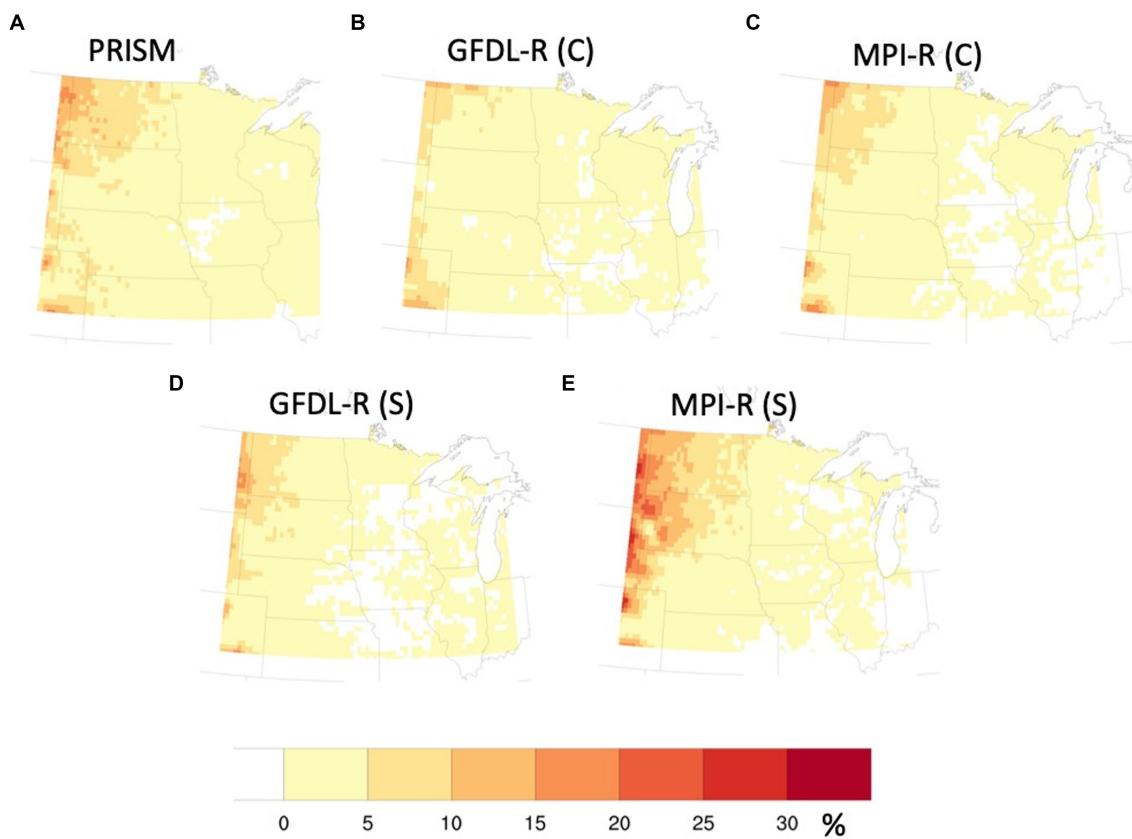 A
PRISM
B
GFDL-R (C)
C
MPI-R (C)
D
GFDL-R (S)
E
MPI-R (S)
0 5 10 15 20 25 30 %